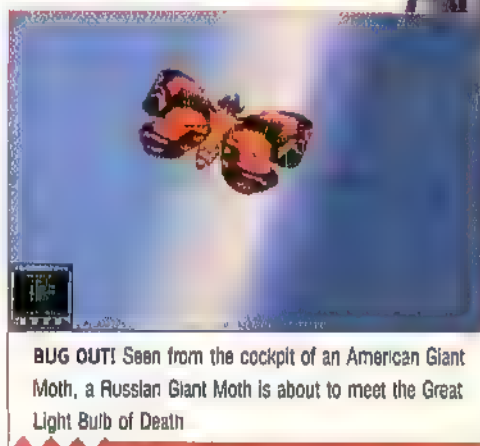 BUG OUT! Seen from the cockpit of an American Giant
Moth, a Russian Giant Moth is about to meet the Great
Light Bulb of Death